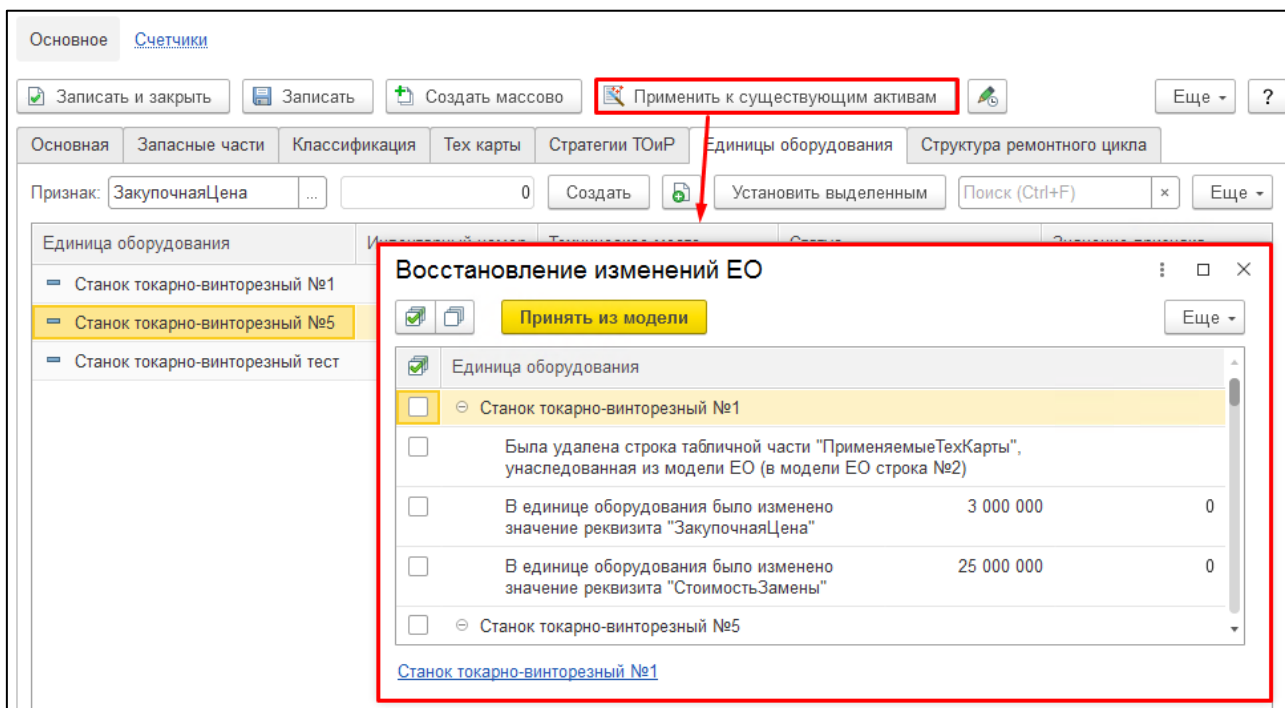 Основное Счетчики
Записать и закрыть Записать Создать массово Применить к существующим активам Еще ?
Основная Запасные части Классификация Тех карты Стратегии ТОиР Единицы оборудования Структура ремонтного цикла
Признак: ЗакупочнаяЦена ... 0 Создать Установить выделенным Поиск (Ctrl+F) × Еще
Единица оборудования
Станок токарно-винторезный №1
Станок токарно-винторезный №5
Станок токарно-винторезный тест
Восстановление изменений ЕО
Принять из модели Еще
Единица оборудования
Станок токарно-винторезный №1
Была удалена строка табличной части "ПрименяемыеТехКарты",
унаследованная из модели ЕО (в модели ЕО строка №2)
В единице оборудования было изменено 3 000 000 0
значение реквизита "ЗакупочнаяЦена"
В единице оборудования было изменено 25 000 000 0
значение реквизита "СтоимостьЗамены"
Станок токарно-винторезный №5
Станок токарно-винторезный №1